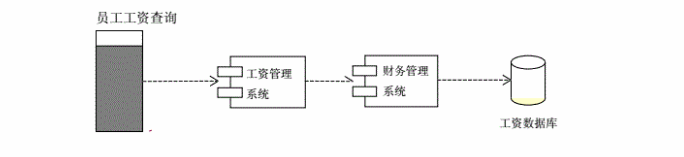 员工工资查询
工资管理
系统
财务管理
系统
工资数据库